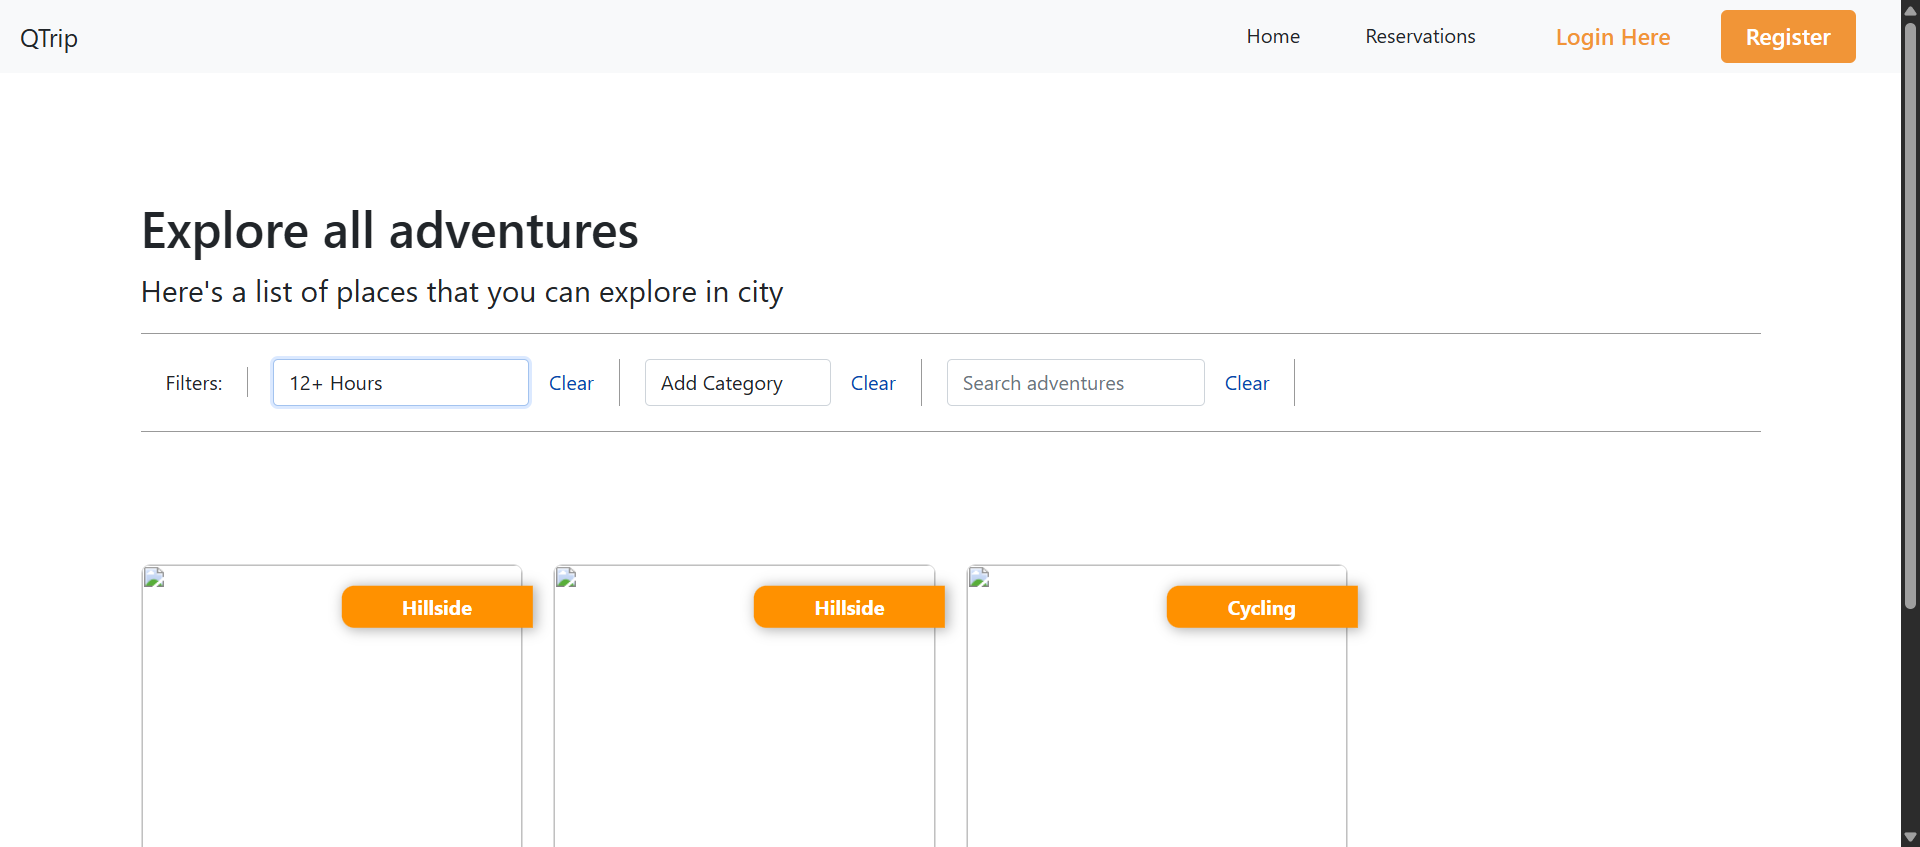 QTrip
Home
Reservations
Login Here
Register
Explore all adventures
Here's a list of places that you can explore in city
Filters:
12+ Hours
Clear
Add Category
Clear
Search adventures
Clear
Hillside
Hillside
Cycling